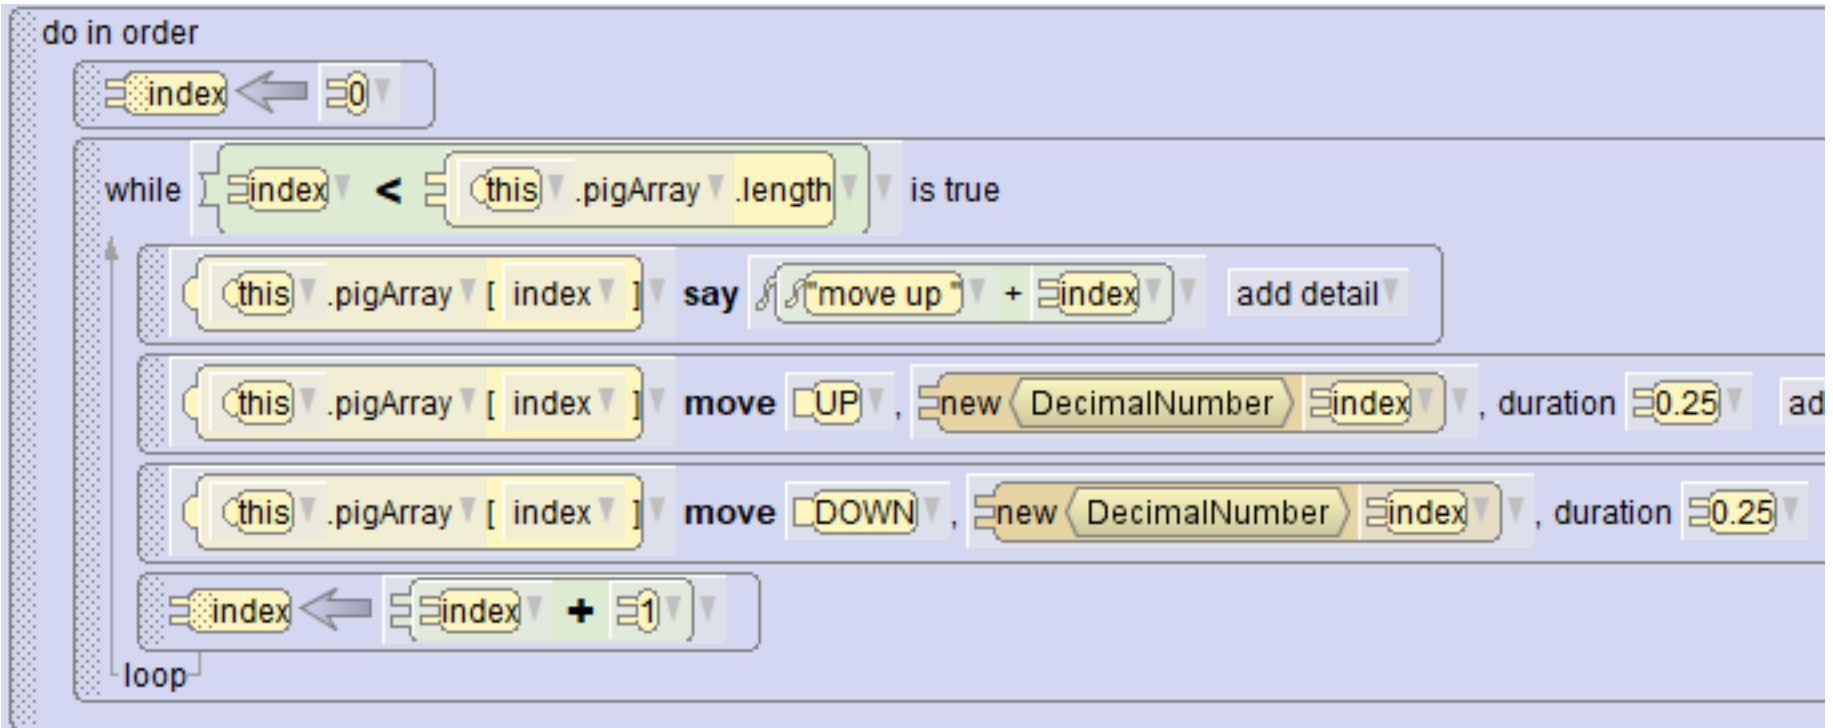 do in order
index 0
while index < this .pigArray .length is true
this .pigArray [ index ] say "move up " + index add detail
this .pigArray [ index ] move UP , new DecimalNumber index , duration 0.25 ad
this .pigArray [ index ] move DOWN , new DecimalNumber index , duration 0.25
index index + 1
loop